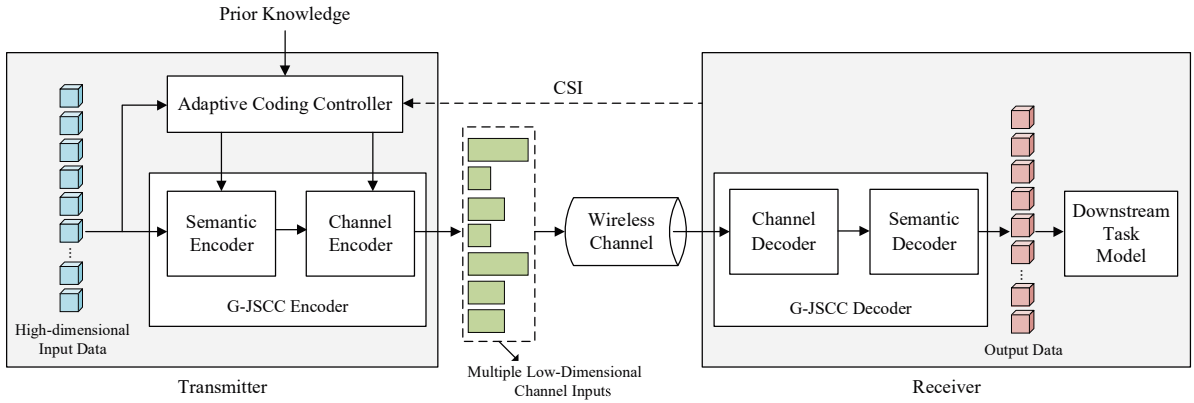 Prior Knowledge
Adaptive Coding Controller
CSI
Semantic
Encoder
Channel
Encoder
G-JSCC Encoder
High-dimensional
Input Data
Transmitter
Multiple Low-Dimensional
Channel Inputs
Wireless
Channel
Channel
Decoder
Semantic
Decoder
G-JSCC Decoder
Output Data
Downstream
Task
Model
Receiver